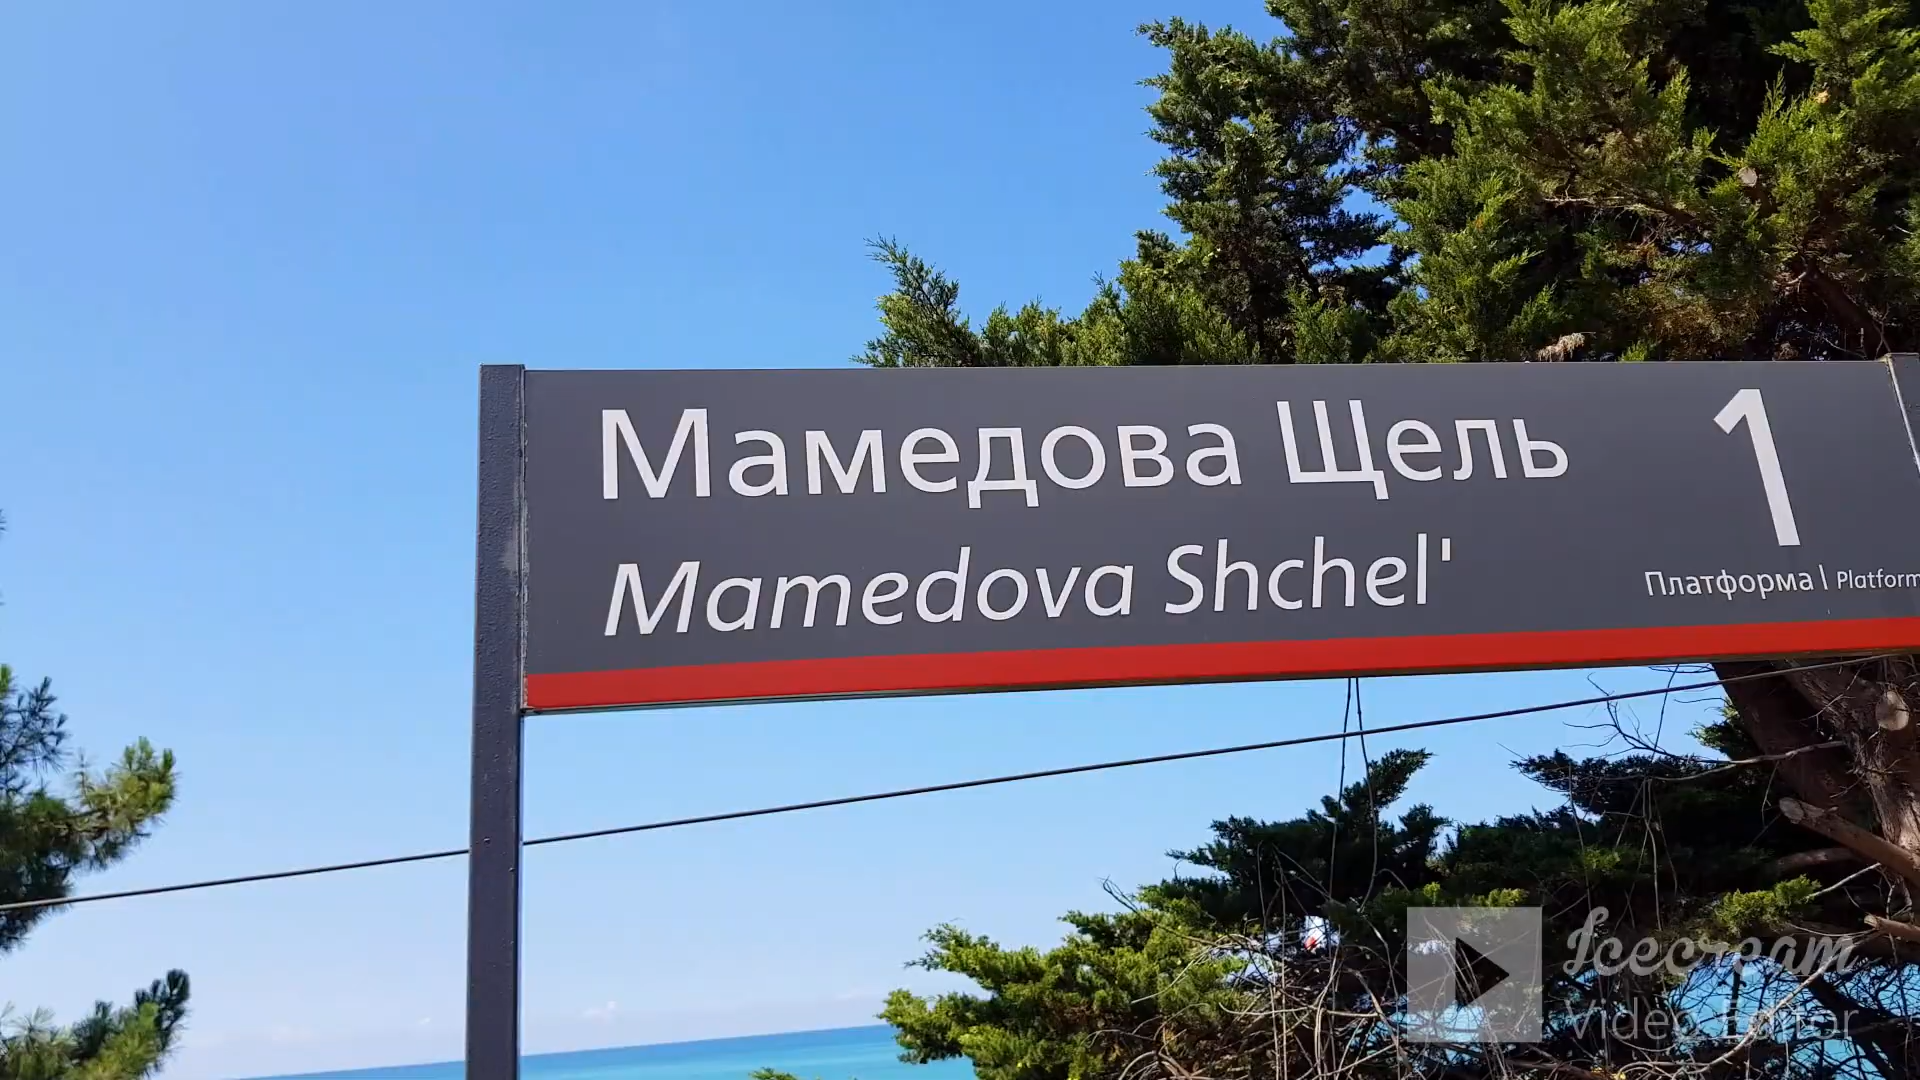 Мамедова Щель
Mamedova Shchel'
1
Платформа | Platform
Icecream
Video Editor